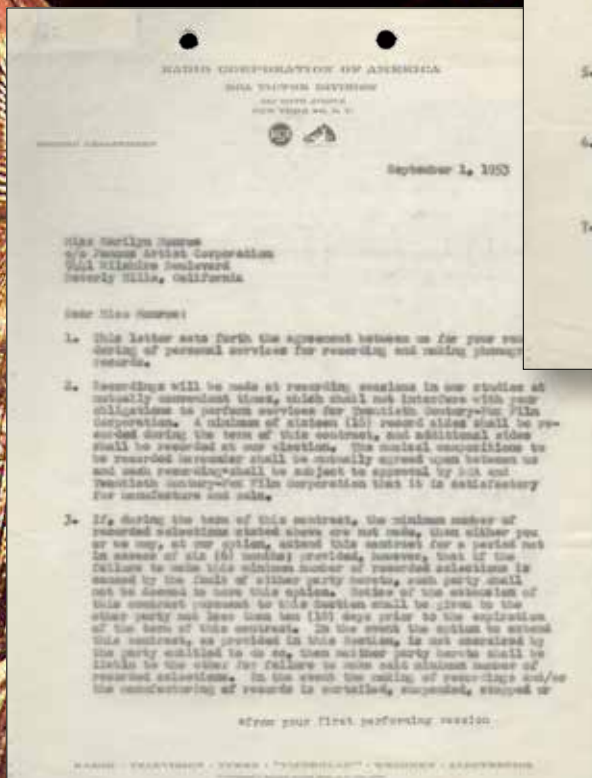 RADIO CORPORATION OF AMERICA
RCA VICTOR DIVISION
NEW YORK
RCA
September 1, 1953
Miss Marilyn Monroe
c/o Famous Artist Corporation
Wilshire Boulevard
Beverly Hills, California
Dear Miss Monroe:
1. This letter sets forth the agreement between us for your
dering of personal services for recording and making
records.
2. Recordings will be made at recording sessions in our studios at
mutually convenient times, which shall not interfere with your
obligations to perform services for Twentieth Century-Fox Film
Corporation. A minimum of sixteen (16) record sides shall be re-
corded during the term of this contract, and additional sides
shall be recorded at our election. The musical compositions to
be recorded hereunder shall be mutually agreed upon between us
and each recording shall be subject to approval by and
Twentieth Century-Fox Film Corporation that it is satisfactory
for manufacture and sale.
3. If, during the term of this contract, the minimum number of
recorded selections stated above are not made, then either you
or we may, at our option, extend this contract for a period not
in excess of six (6) months; provided, however, that if the
failure to make this minimum number of recorded selections is
caused by the fault of either party hereto, such party shall
not be deemed to have this option. Notice of the extension of
this contract pursuant to this Section shall be given to the
other party not less than ten (10) days prior to the expiration
of the term of this contract. In the event the option to extend
this contract, as provided in this Section, is not exercised by
the party entitled to do so, then neither party hereto shall be
liable to the other for failure to make said minimum number of
recorded selections. In the event the making of recordings and/or
the manufacturing of records is curtailed, suspended, stopped or
*from your first performing session
RADIO - TELEVISION - TUBES - "VICTROLAS" - RECORDS - ELECTRONICS
5.
6.
7.